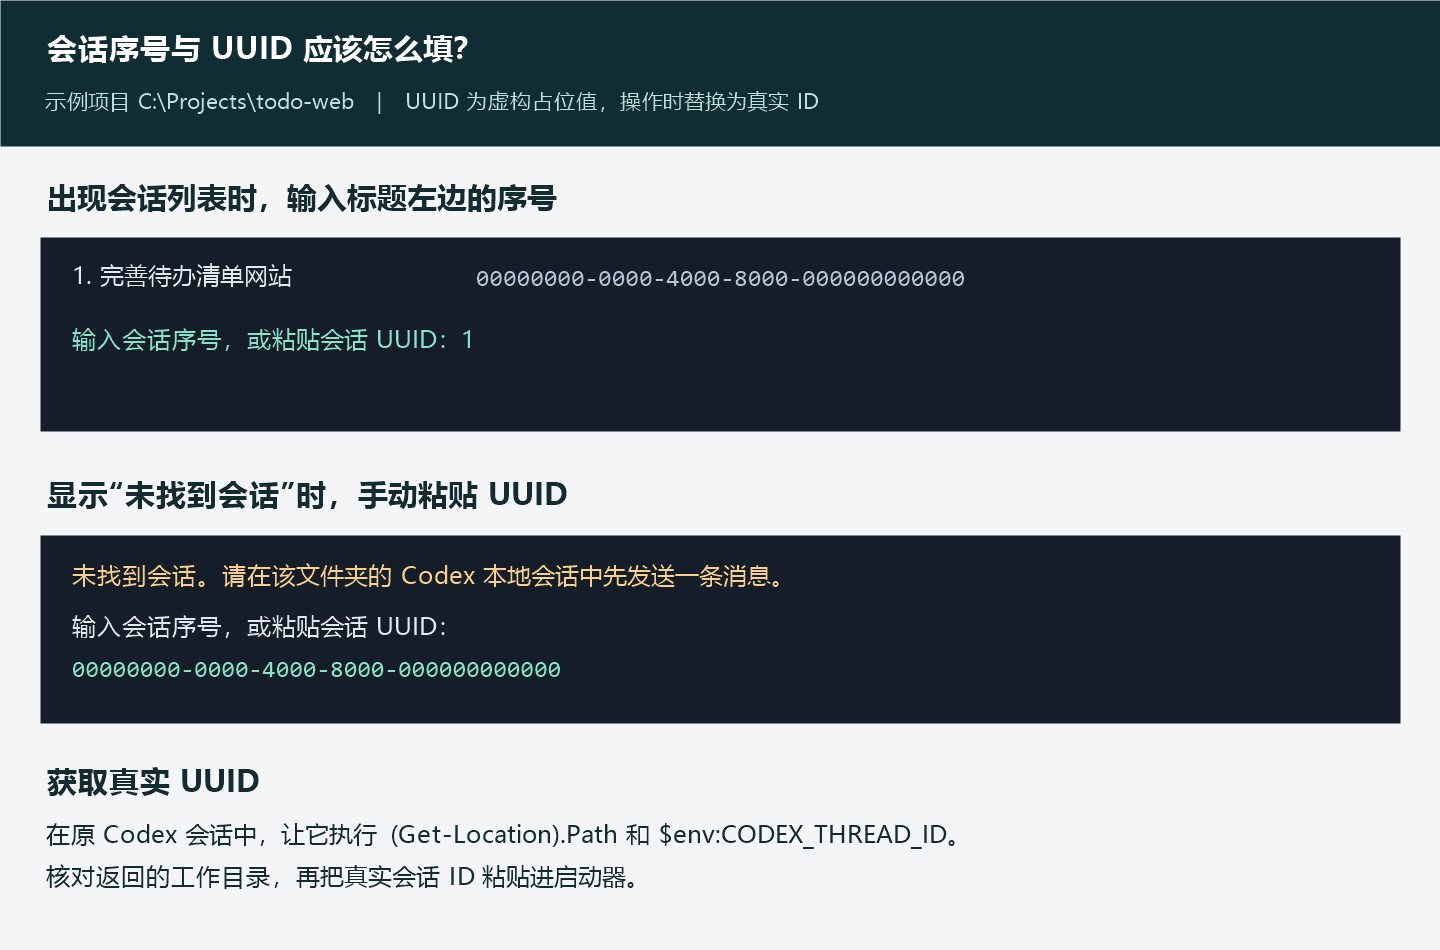 会话序号与 UUID 应该怎么填？
示例项目 C:\Projects\todo-web | UUID 为虚构占位值，操作时替换为真实 ID
出现会话列表时，输入标题左边的序号
1. 完善待办清单网站 00000000-0000-4000-8000-000000000000
输入会话序号，或粘贴会话 UUID：1
显示“未找到会话”时，手动粘贴 UUID
未找到会话。请在该文件夹的 Codex 本地会话中先发送一条消息。
输入会话序号，或粘贴会话 UUID：
00000000-0000-4000-8000-000000000000
获取真实 UUID
在原 Codex 会话中，让它执行 (Get-Location).Path 和 $env:CODEX_THREAD_ID。
核对返回的工作目录，再把真实会话 ID 粘贴进启动器。